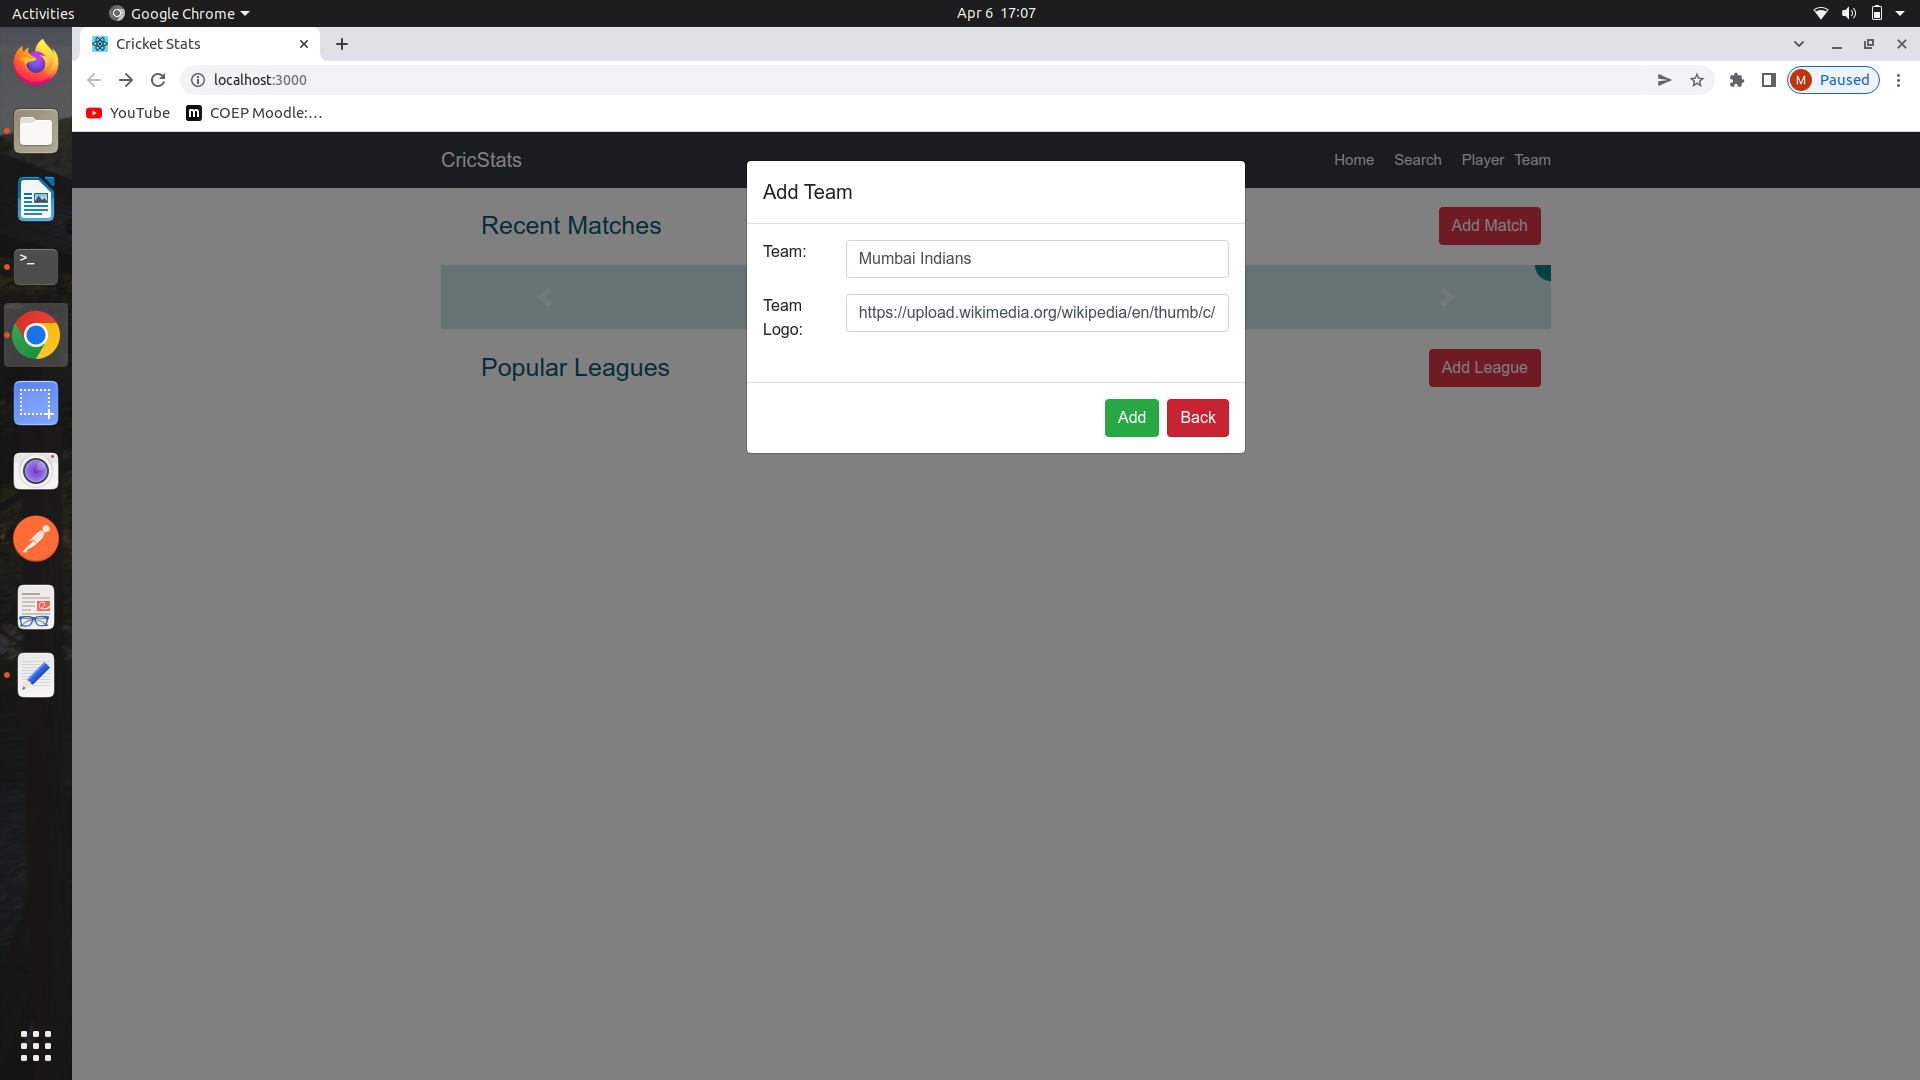 Activities
Google Chrome
Apr 6 17:07
Cricket Stats
localhost:3000
M Paused
YouTube
m COEP Moodle:...
CricStats
Home Search Player Team
Add Team
Recent Matches
Add Match
Team: Mumbai Indians
Team
Logo:
https://upload.wikimedia.org/wikipedia/en/thumb/c/
Popular Leagues
Add League
Add Back